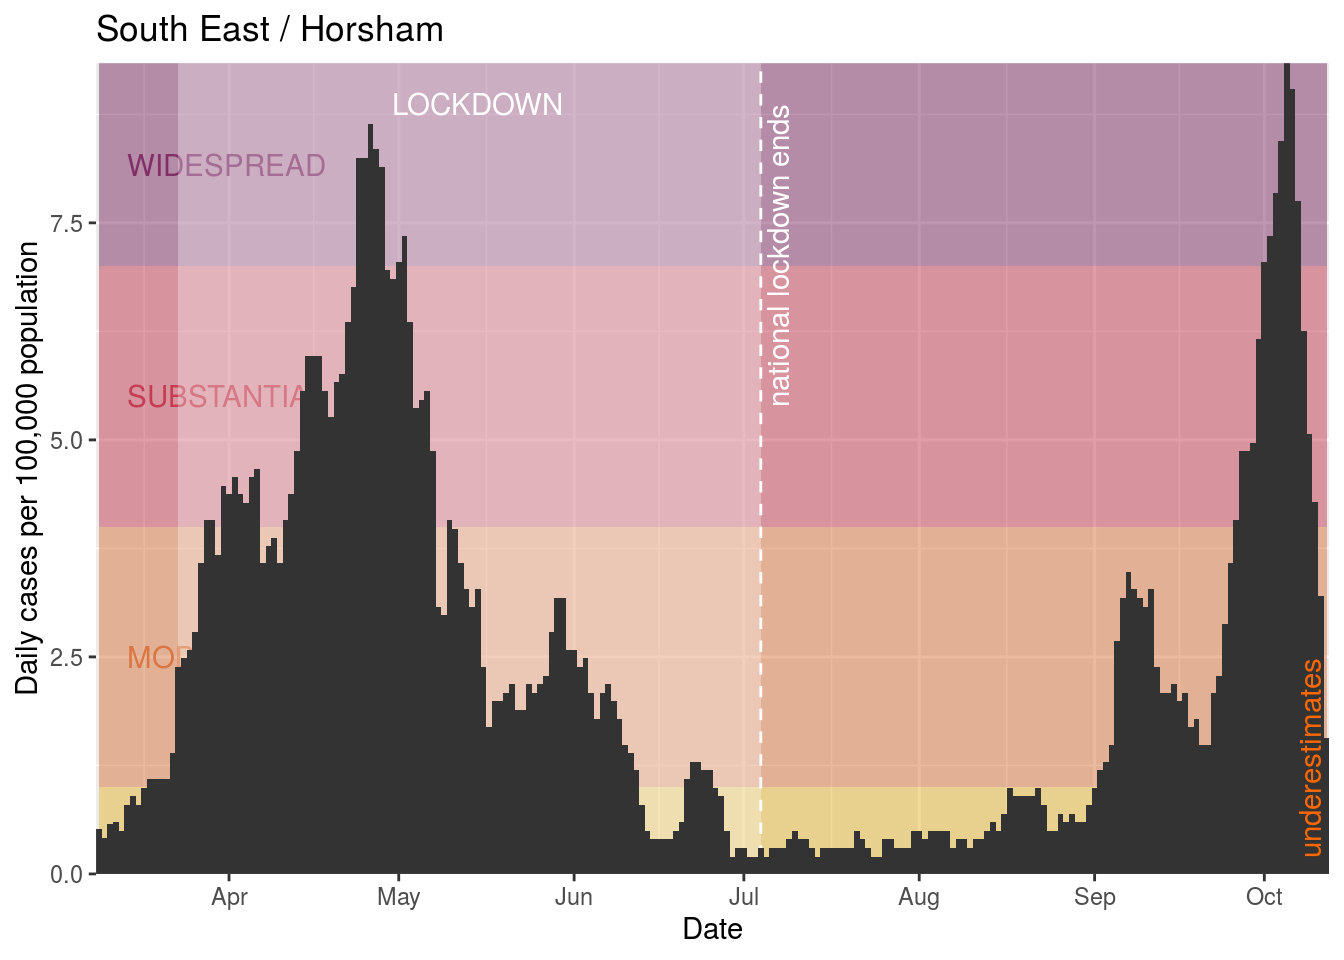 South East / Horsham
LOCKDOWN
WIDESPREAD
national lockdown ends
SUBSTANTIA
MOD
underestimates
Daily cases per 100,000 population
7.5
5.0
2.5
0.0
Apr May Jun Jul Aug Sep Oct
Date